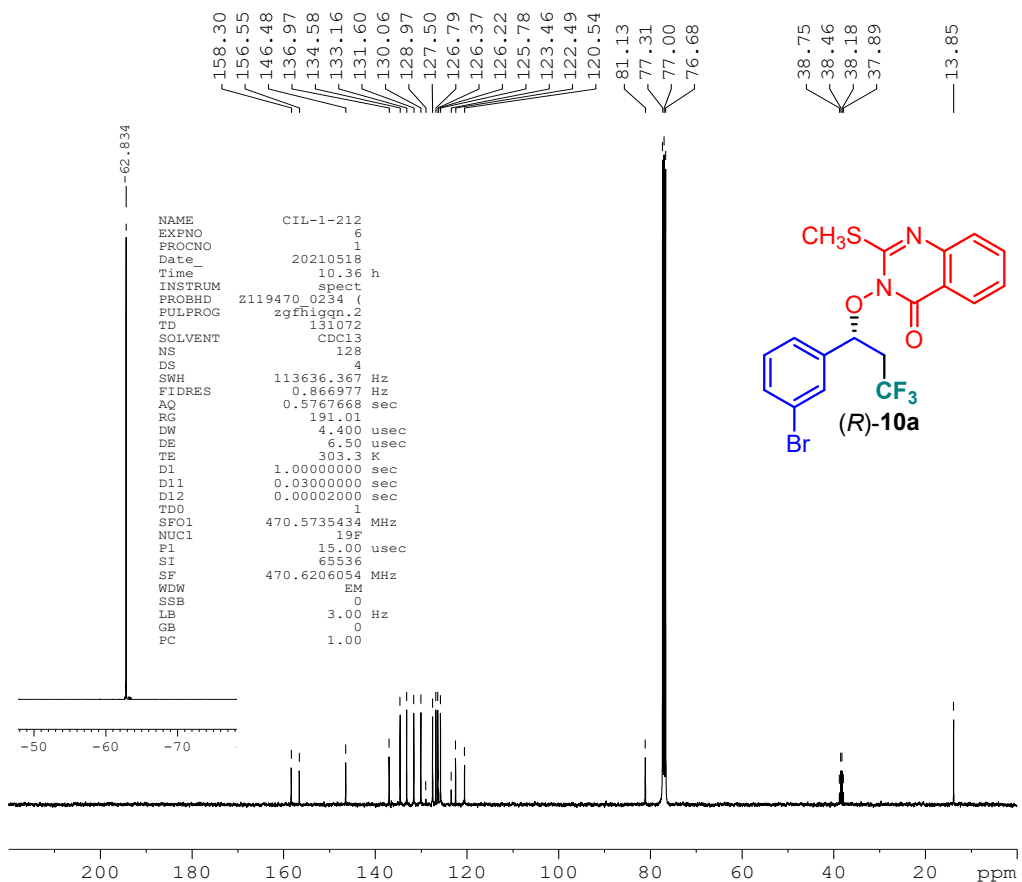 158.30
156.55
146.48
136.97
134.58
133.16
131.60
130.06
128.97
127.50
126.79
126.37
126.22
125.78
123.46
122.49
120.54
81.13
77.31
77.00
76.68
38.75
38.46
38.18
37.89
13.85
-62.834
NAME CIL-1-212
EXPNO 6
PROCNO 1
Date_ 20210518
Time 10.36 h
INSTRUM spect
PROBHD Z119470_0234 (
PULPROG zgfhigqn.2
TD 131072
SOLVENT CDCl3
NS 128
DS 4
SWH 113636.367 Hz
FIDRES 0.866977 Hz
AQ 0.5767668 sec
RG 191.01
DW 4.400 usec
DE 6.50 usec
TE 303.3 K
D1 1.00000000 sec
D11 0.03000000 sec
D12 0.00002000 sec
TD0 1
SFO1 470.5735434 MHz
NUC1 19F
P1 15.00 usec
SI 65536
SF 470.6206054 MHz
WDW EM
SSB 0
LB 3.00 Hz
GB 0
PC 1.00
CH3S N
N
O
O
CF3
(R)-10a
Br
-50 -60 -70
200 180 160 140 120 100 80 60 40 20 ppm